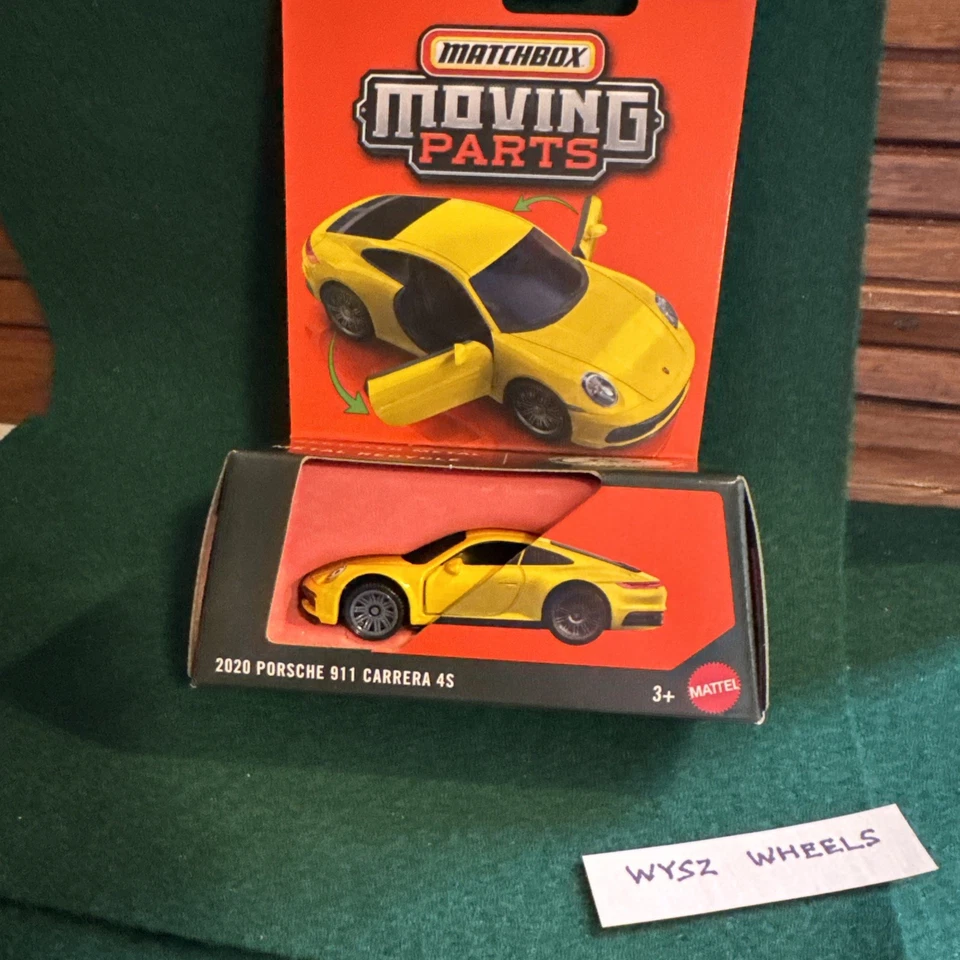 MATCHBOX
MOVING
PARTS
2020 PORSCHE 911 CARRERA 4S
3+
MATTEL
WYSZ WHEELS